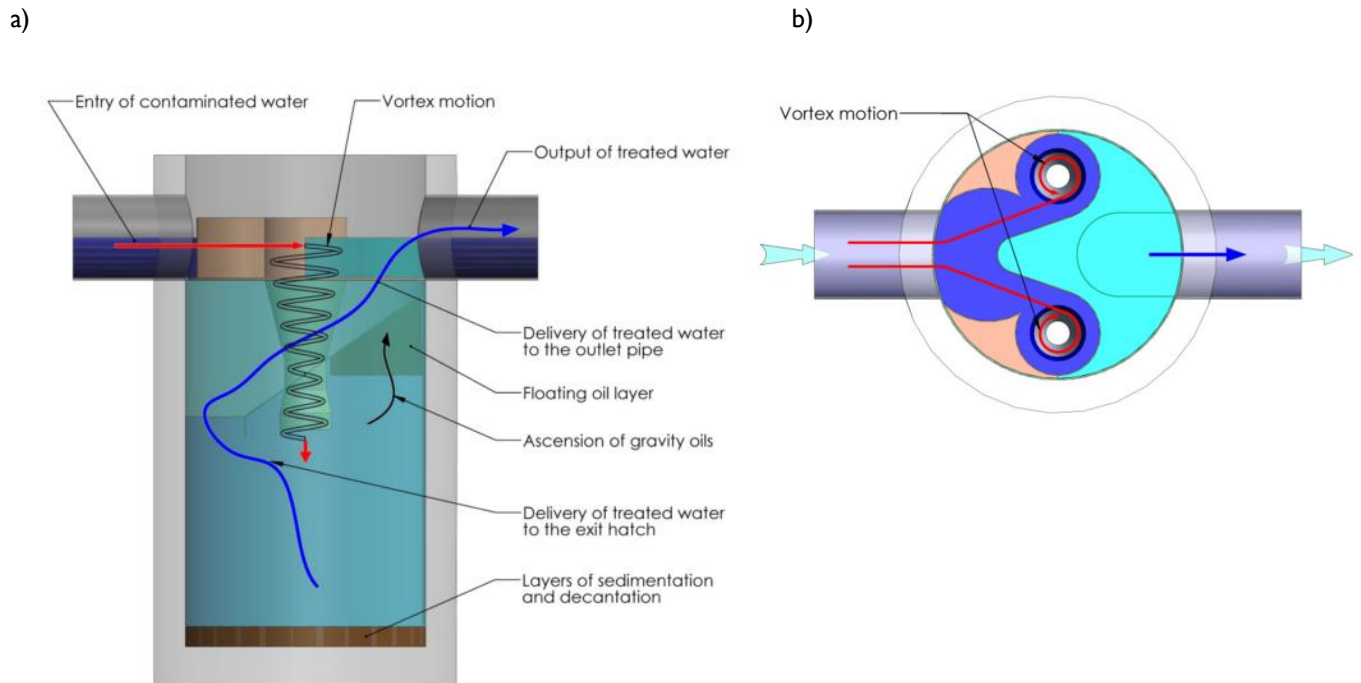 a)
b)
Entry of contaminated water
Vortex motion
Output of treated water
Delivery of treated water
to the outlet pipe
Floating oil layer
Ascension of gravity oils
Delivery of treated water
to the exit hatch
Layers of sedimentation
and decantation
Vortex motion